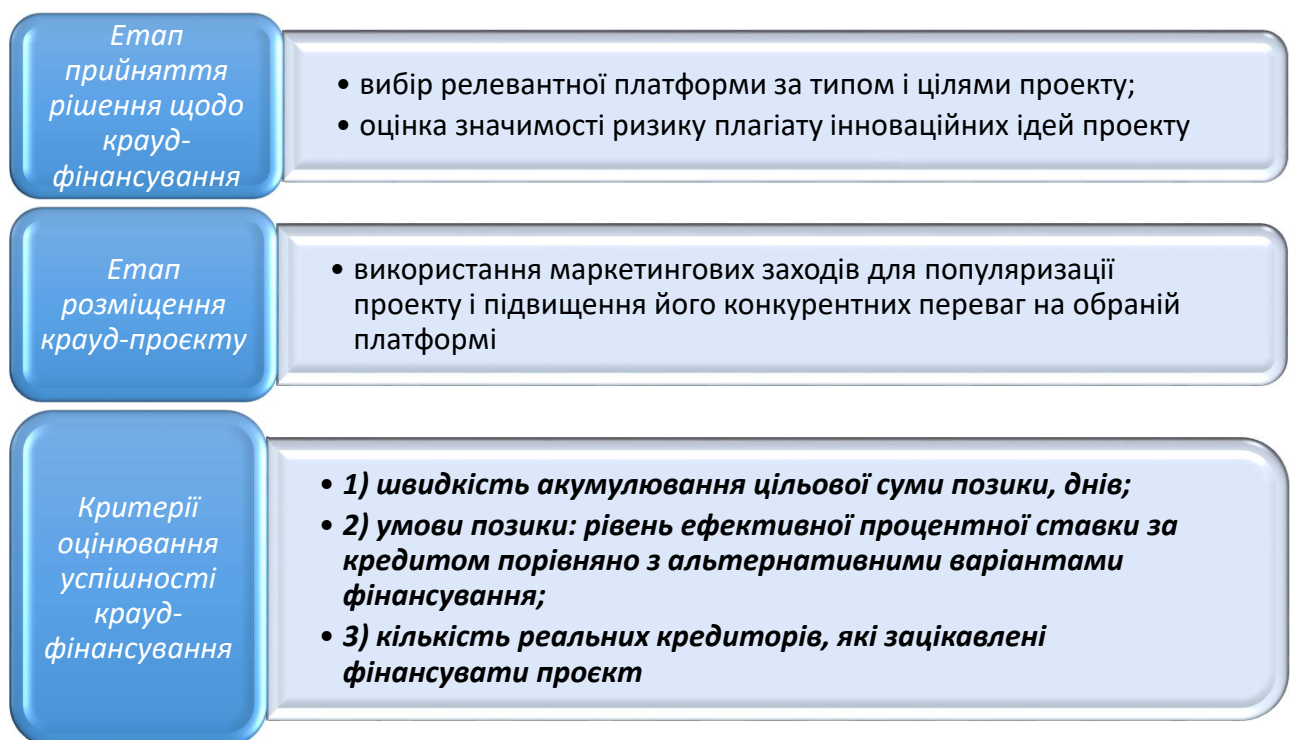 Етап
прийняття
рішення щодо
крауд-
фінансування
• вибір релевантної платформи за типом і цілями проекту;
• оцінка значимості ризику плагіату інноваційних ідей проекту
Етап
розміщення
крауд-проєкту
• використання маркетингових заходів для популяризації
проекту і підвищення його конкурентних переваг на обраній
платформі
Критерії
оцінювання
успішності
крауд-
фінансування
• 1) швидкість акумулювання цільової суми позики, днів;
• 2) умови позики: рівень ефективної процентної ставки за
кредитом порівняно з альтернативними варіантами
фінансування;
• 3) кількість реальних кредиторів, які зацікавлені
фінансувати проєкт